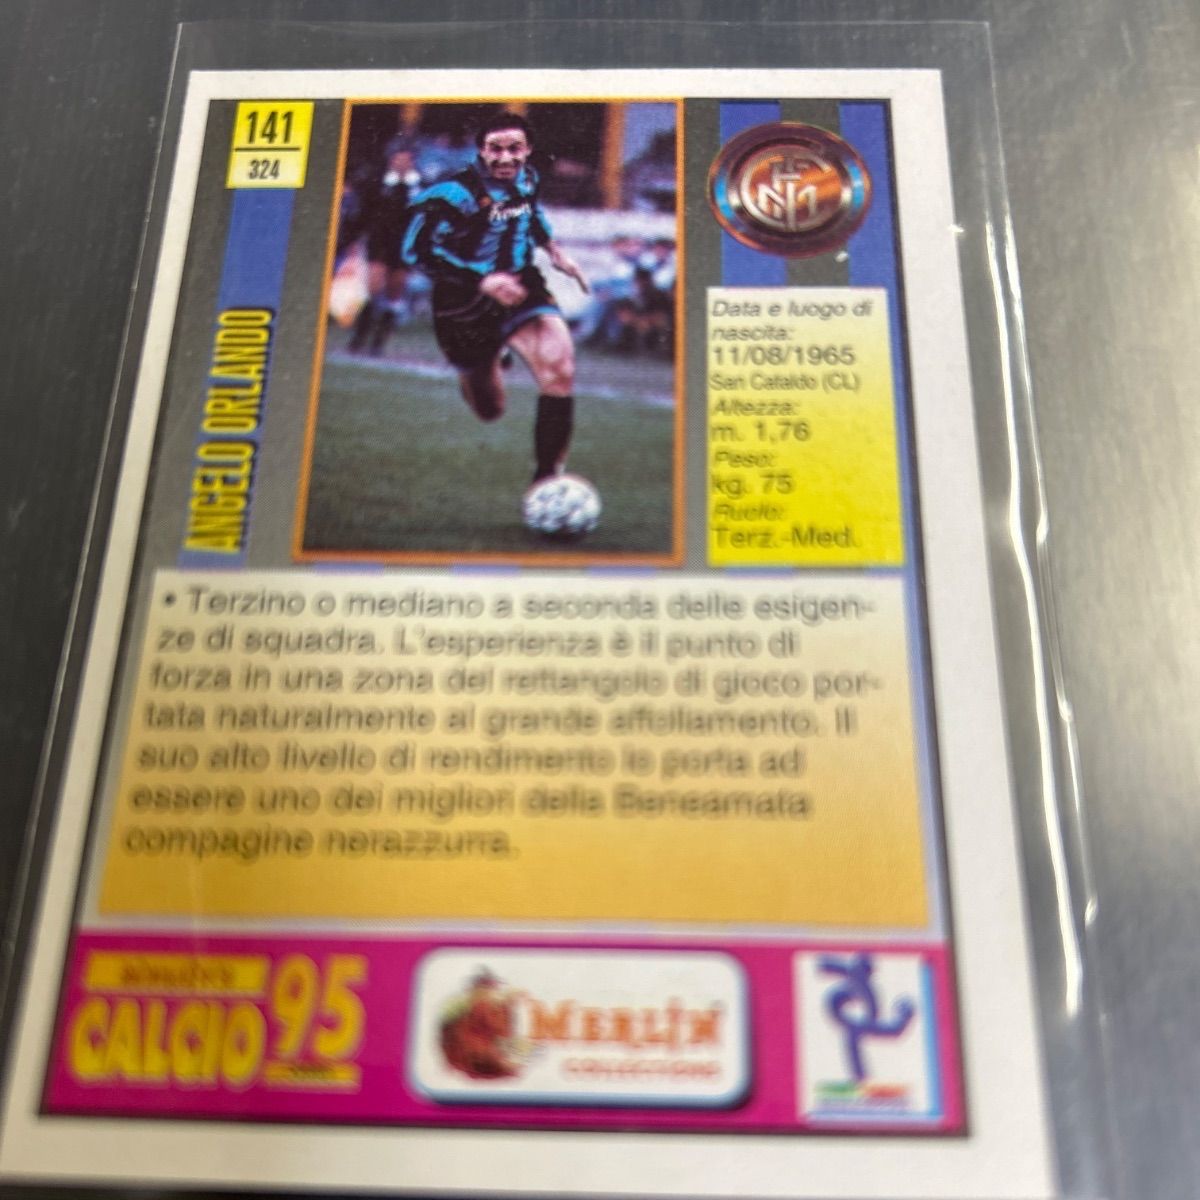 141
324
ANGELO ORLANDO
Fiorucci
Data e luogo di
nascita:
11/08/1965
San Cataldo (CL)
Altezza:
m. 1,76
Peso:
kg. 75
Ruolo:
Terz.-Med.
• Terzino o mediano a seconda delle esigen-
ze di squadra. L'esperienza è il punto di
forza in una zona del rettangolo di gioco por-
tata naturalmente al grande affollamento. Il
suo alto livello di rendimento lo porta ad
essere uno dei migliori della Beneamata
compagine nerazzurra.
CALCIO 95
MERLIN
COLLECTIONS